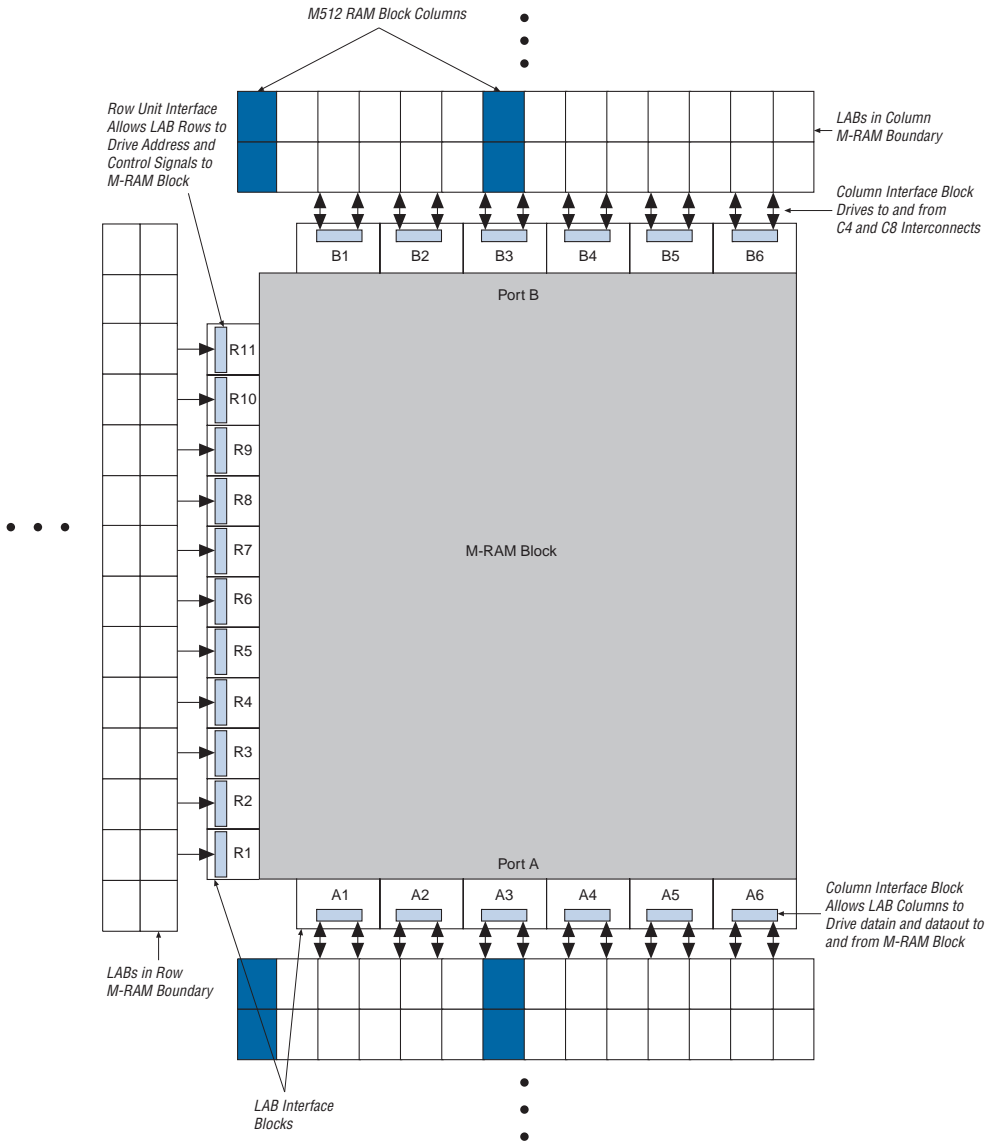 M512 RAM Block Columns
Row Unit Interface
Allows LAB Rows to
Drive Address and
Control Signals to
M-RAM Block
LABs in Column
M-RAM Boundary
Column Interface Block
Drives to and from
C4 and C8 Interconnects
B1 B2 B3 B4 B5 B6
Port B
R11
R10
R9
R8
R7
M-RAM Block
R6
R5
R4
R3
R2
R1
Port A
A1 A2 A3 A4 A5 A6
Column Interface Block
Allows LAB Columns to
Drive datain and dataout to
and from M-RAM Block
LABs in Row
M-RAM Boundary
LAB Interface
Blocks